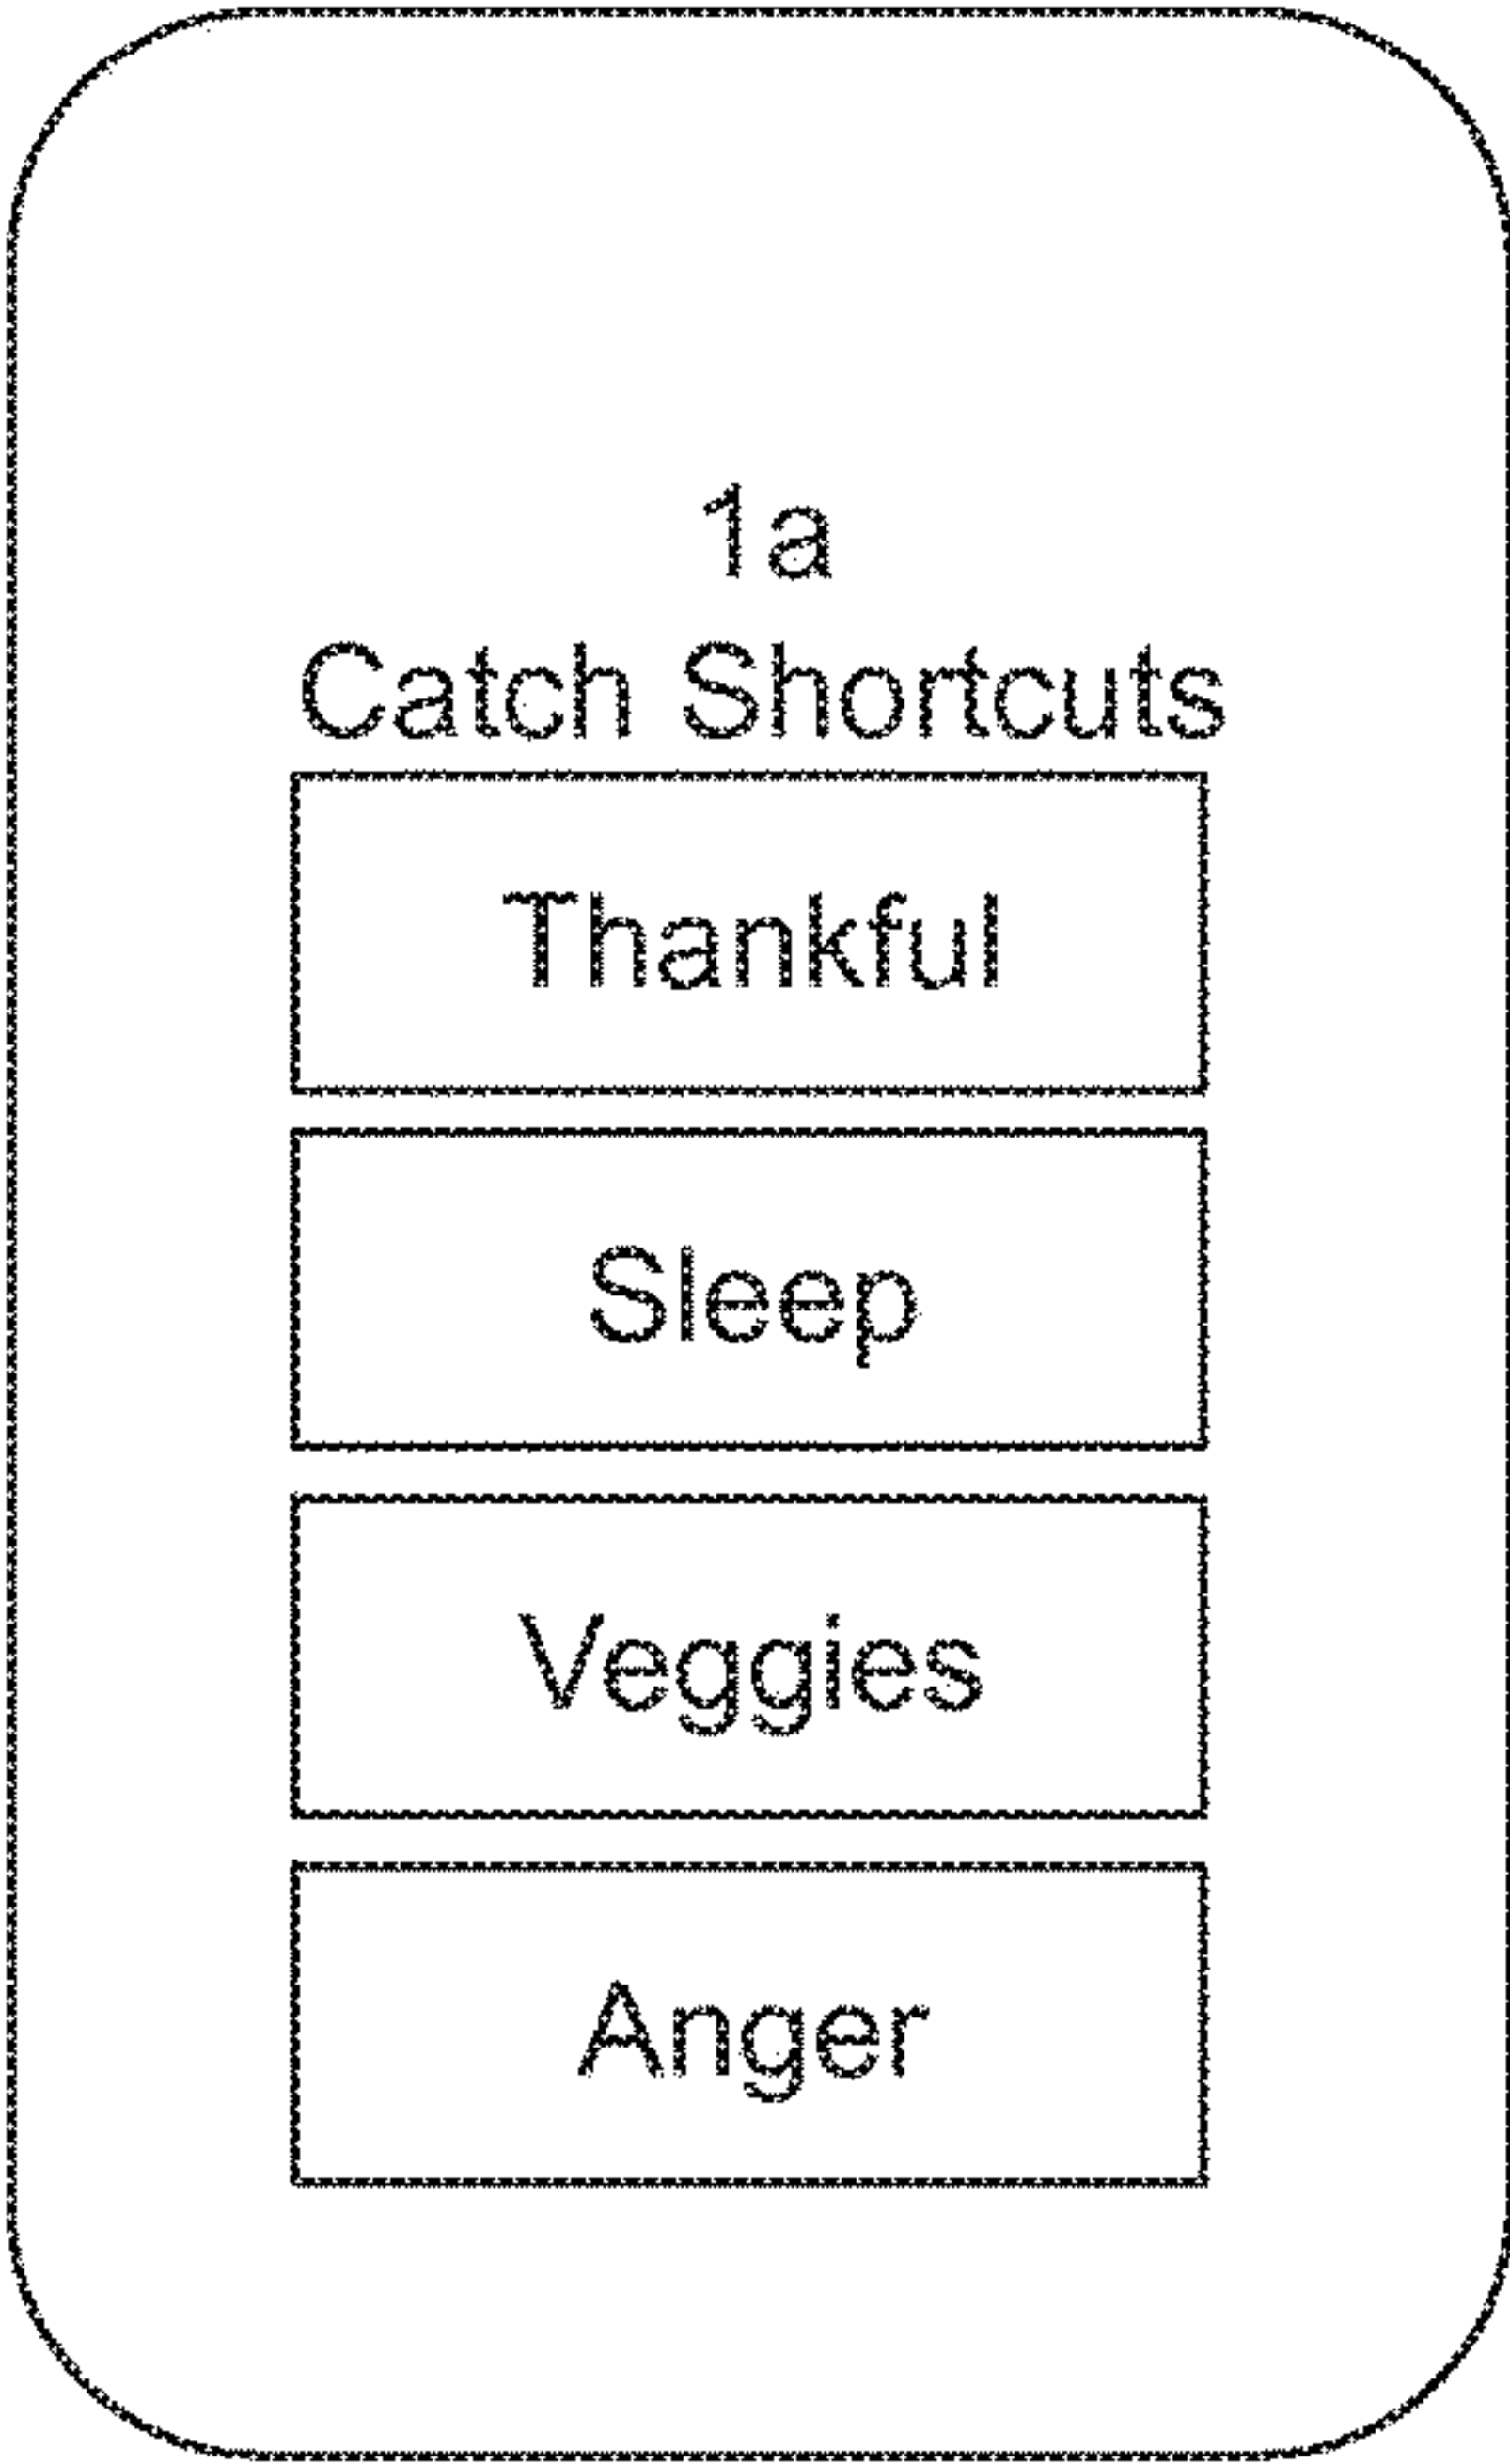 1a
Catch Shortcuts
Thankful
Sleep
Veggies
Anger